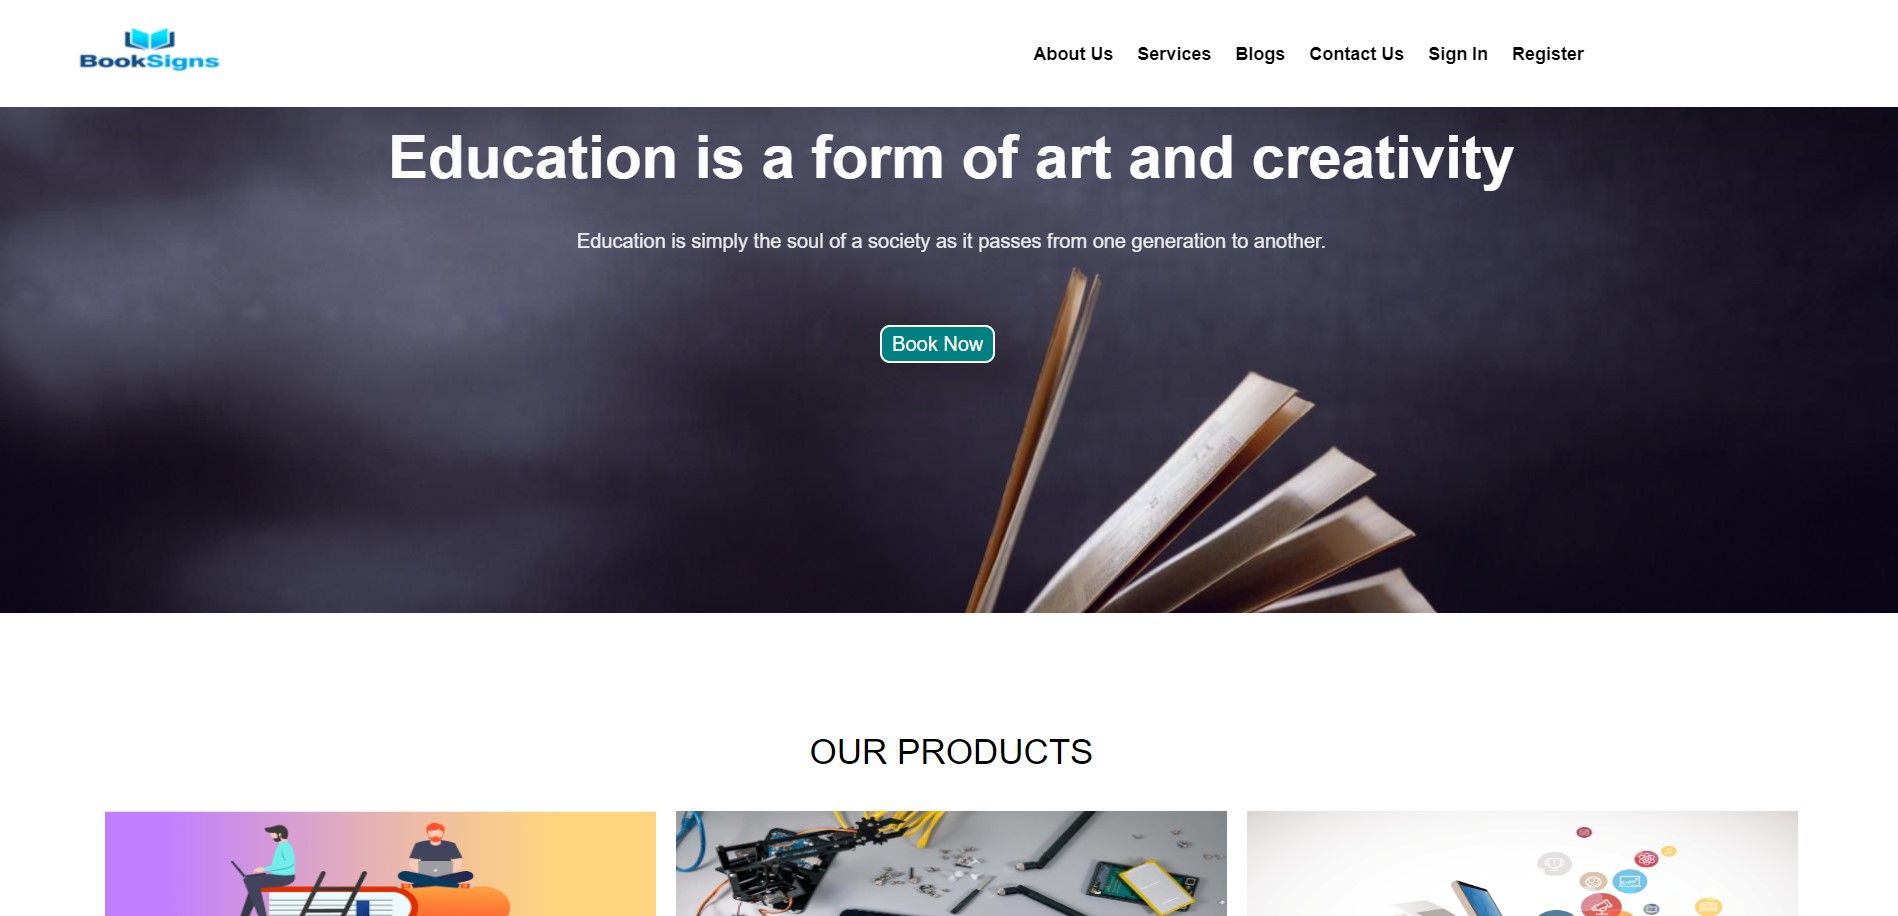 BookSigns
About Us Services Blogs Contact Us Sign In Register
Education is a form of art and creativity
Education is simply the soul of a society as it passes from one generation to another.
Book Now
OUR PRODUCTS